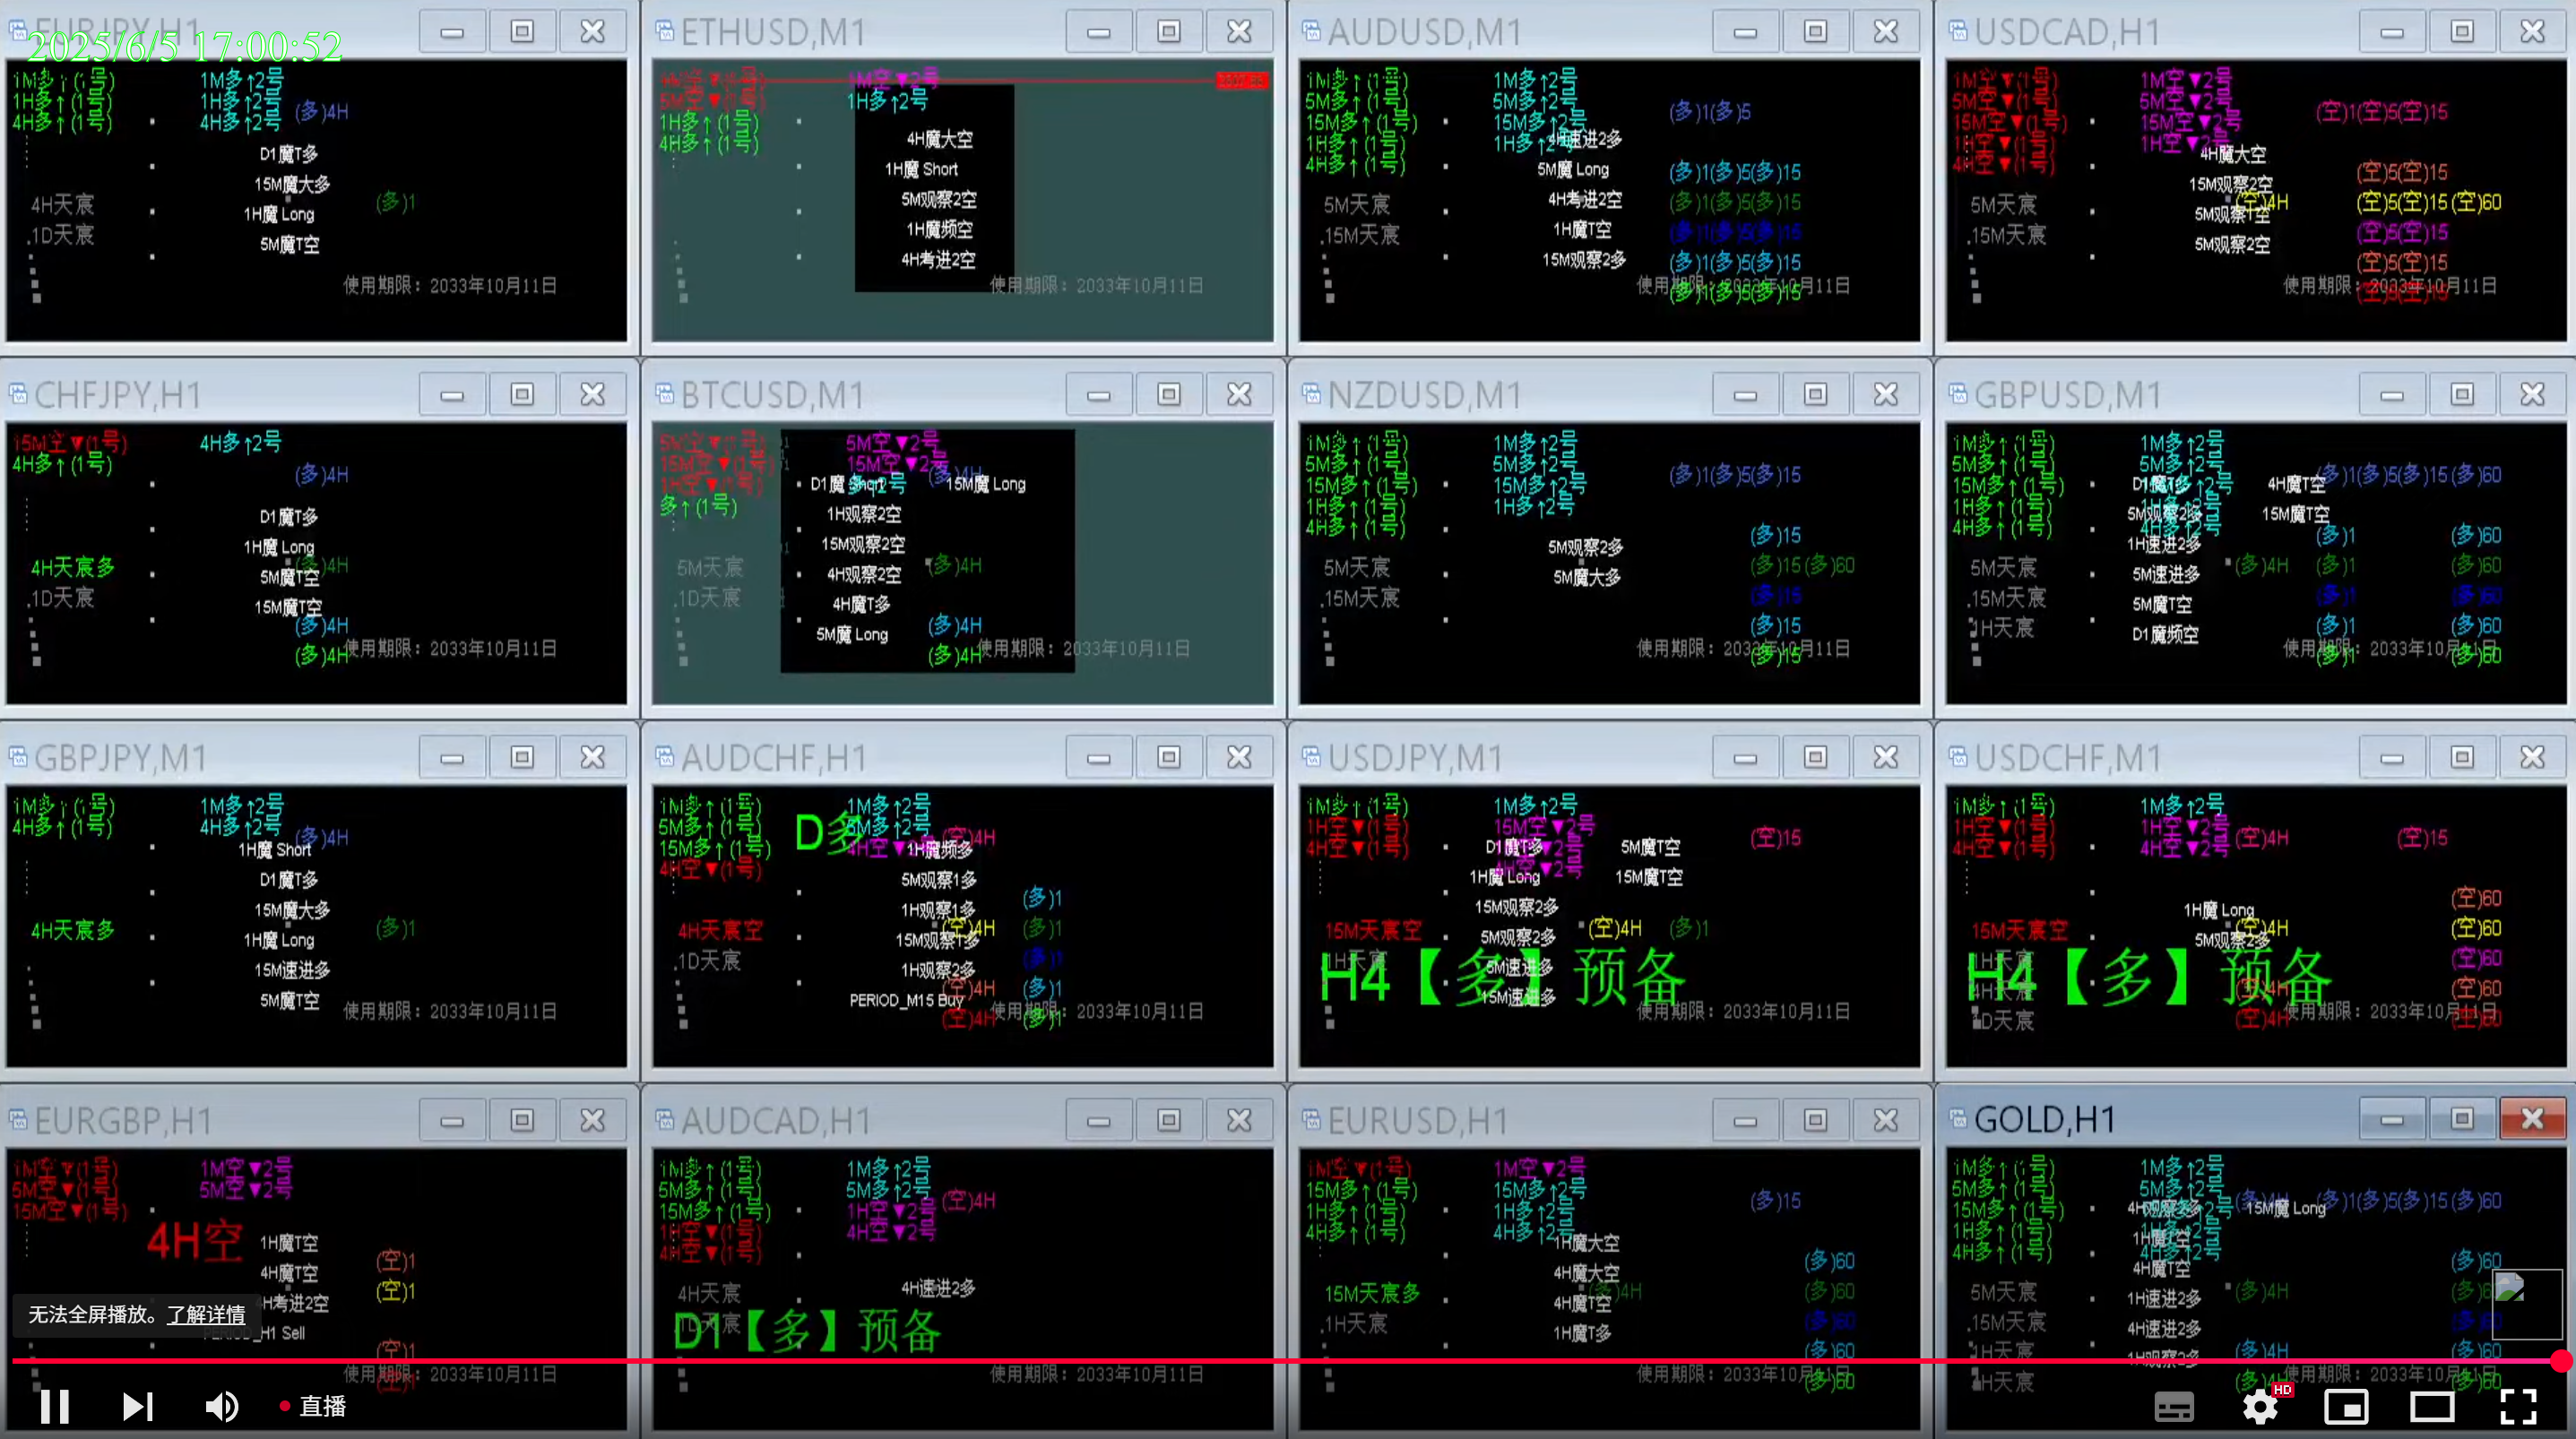 EURJPY,H1
2025/6/5 17:00:52
1M多↑(1号) 1M多↑2号
1H多↑(1号) 1H多↑2号 (多)4H
4H多↑(1号) 4H多↑2号
D1魔T多
15M魔大多
4H天宸 (多)1
1H魔 Long
.1D天宸
5M魔T空
使用期限：2033年10月11日
ETHUSD,M1
1M空▼2号
5M空▼(1号) 1H多↑2号
1H多↑(1号)
4H多↑(1号) 4H魔大空
1H魔 Short
5M观察2空
1H魔频空
4H考进2空
使用期限：2033年10月11日
AUDUSD,M1
1M多↑(1号) 1M多↑2号
5M多↑(1号) 5M多↑2号 (多)1(多)5
15M多↑(1号) 15M多↑2号
1H多↑(1号) 1H多↑2号 4H速进2多
4H多↑(1号) 5M魔 Long (多)1(多)5(多)15
5M天宸 4H考进2空 (多)1(多)5(多)15
.15M天宸 1H魔T空 (多)1(多)5(多)15
15M观察2多 (多)1(多)5(多)15
使用期限：2033年10月11日
(多)1(多)5(多)15
USDCAD,H1
1M空▼(1号) 1M空▼2号
5M空▼(1号) 5M空▼2号 (空)1(空)5(空)15
15M空▼(1号) 15M空▼2号
1H空▼(1号) 1H空▼2号
4H空▼(1号) 4H魔大空
15M观察2空 (空)5(空)15
5M天宸 (空)4H (空)5(空)15(空)60
.15M天宸 5M观察1空 (空)5(空)15
5M观察2空 (空)5(空)15
使用期限：2033年10月11日
(空)5(空)15
CHFJPY,H1
15M空▼(1号) 4H多↑2号
4H多↑(1号) (多)4H
D1魔T多
1H魔 Long
4H天宸多 (多)4H
5M魔T空
.1D天宸
15M魔T空
(多)4H
使用期限：2033年10月11日
(多)4H
BTCUSD,M1
5M空▼(1号) 5M空▼2号
15M空▼(1号) 15M空▼2号
1H空▼(1号) (多)4H
D1魔 Short 15M魔 Long
多↑(1号) 1H观察2空
15M观察2空
5M天宸 4H观察2空 (多)4H
.1D天宸 4H魔T多
5M魔 Long (多)4H
(多)4H 使用期限：2033年10月11日
NZDUSD,M1
1M多↑(1号) 1M多↑2号
5M多↑(1号) 5M多↑2号 (多)1(多)5(多)15
15M多↑(1号) 15M多↑2号
1H多↑(1号) 1H多↑2号
4H多↑(1号)
5M观察2多 (多)15
5M天宸 5M魔大多 (多)15(多)60
.15M天宸 (多)15
(多)15
使用期限：2033年10月11日
(多)15
GBPUSD,M1
1M多↑(1号) 1M多↑2号
5M多↑(1号) 5M多↑2号 (多)1(多)5(多)15(多)60
15M多↑(1号) D1魔T多 4H魔T空
1H多↑(1号) 5M观察2多 15M魔T空
4H多↑(1号) 4H多↑2号 (多)1 (多)60
1H速进2多
5M天宸 5M速进多 (多)4H (多)1 (多)60
.15M天宸 5M魔T空 (多)1 (多)60
1H天宸 D1魔频空 (多)1 (多)60
使用期限：2033年10月11日
(多)1 (多)60
GBPJPY,M1
1M多↑(1号) 1M多↑2号
4H多↑(1号) 4H多↑2号 (多)4H
1H魔 Short
D1魔T多
15M魔大多
4H天宸多 (多)1
1H魔 Long
15M速进多
5M魔T空
使用期限：2033年10月11日
AUDCHF,H1
1M多↑(1号) 1M多↑2号
5M多↑(1号) D多 5M多↑2号 (空)4H
15M多↑(1号) 4H空▼ 1H魔频多
4H空▼(1号) 5M观察1多
1H观察1多 (多)1
4H天宸空 (空)4H (多)1
15M观察1多
.1D天宸 1H观察2多 (多)1
(空)4H (多)1
PERIOD_M15 Buy
使用期限：2033年10月11日
(空)4H (多)1
USDJPY,M1
1M多↑(1号) 1M多↑2号
1H空▼(1号) 15M空▼2号 (空)15
4H空▼(1号) D1魔T多 5M魔T空
1H魔 Long 15M魔T空
15M观察2多
15M天宸空 5M观察2多 (空)4H (多)1
1H天宸 5M速进多
H4【多】预备
15M速进多
使用期限：2033年10月11日
USDCHF,M1
1M多↑(1号) 1M多↑2号
1H空▼(1号) 1H空▼2号 (空)4H (空)15
4H空▼(1号) 4H空▼2号
1H魔 Long (空)60
15M天宸空 (空)4H (空)60
5M观察2多
1H天宸 (空)60
H4【多】预备
4H天宸 (空)4H (空)60
.1D天宸 使用期限：2033年10月11日
(空)4H (空)60
EURGBP,H1
1M空▼(1号) 1M空▼2号
5M空▼(1号) 5M空▼2号
15M空▼(1号)
4H空 1H魔T空 (空)1
4H魔T空 (空)1
4H考进2空
PERIOD_H1 Sell
(空)1
使用期限：2033年10月11日
(空)1
AUDCAD,H1
1M多↑(1号) 1M多↑2号
5M多↑(1号) 5M多↑2号 (空)4H
15M多↑(1号) 1H空▼2号
1H空▼(1号) 4H空▼2号
4H空▼(1号)
4H天宸 4H速进2多
1D天宸
D1【多】预备
使用期限：2033年10月11日
EURUSD,H1
1M空▼(1号) 1M空▼2号
15M多↑(1号) 15M多↑2号 (多)15
1H多↑(1号) 1H多↑2号
4H多↑(1号) 4H多↑2号
1H魔大空 (多)60
4H魔大空
15M天宸多 (多)4H (多)60
4H魔T空
.1H天宸 1H魔T多 (多)60
(多)60
使用期限：2033年10月11日
(多)60
GOLD,H1
1M多↑(1号) 1M多↑2号
5M多↑(1号) 5M多↑2号 (多)4H (多)1(多)5(多)15(多)60
15M多↑(1号) 4H观察2多 15M魔 Long
1H多↑(1号) 1H魔T空
4H多↑(1号) 4H多↑2号
4H魔T空 (多)60
5M天宸 1H速进2多 (多)4H
.15M天宸 4H速进2多
1H天宸 1H观察2多 (多)4H (多)60
使用期限：2033年10月11日
4H天宸 (多)4H (多)60
无法全屏播放。了解详情
直播
HD